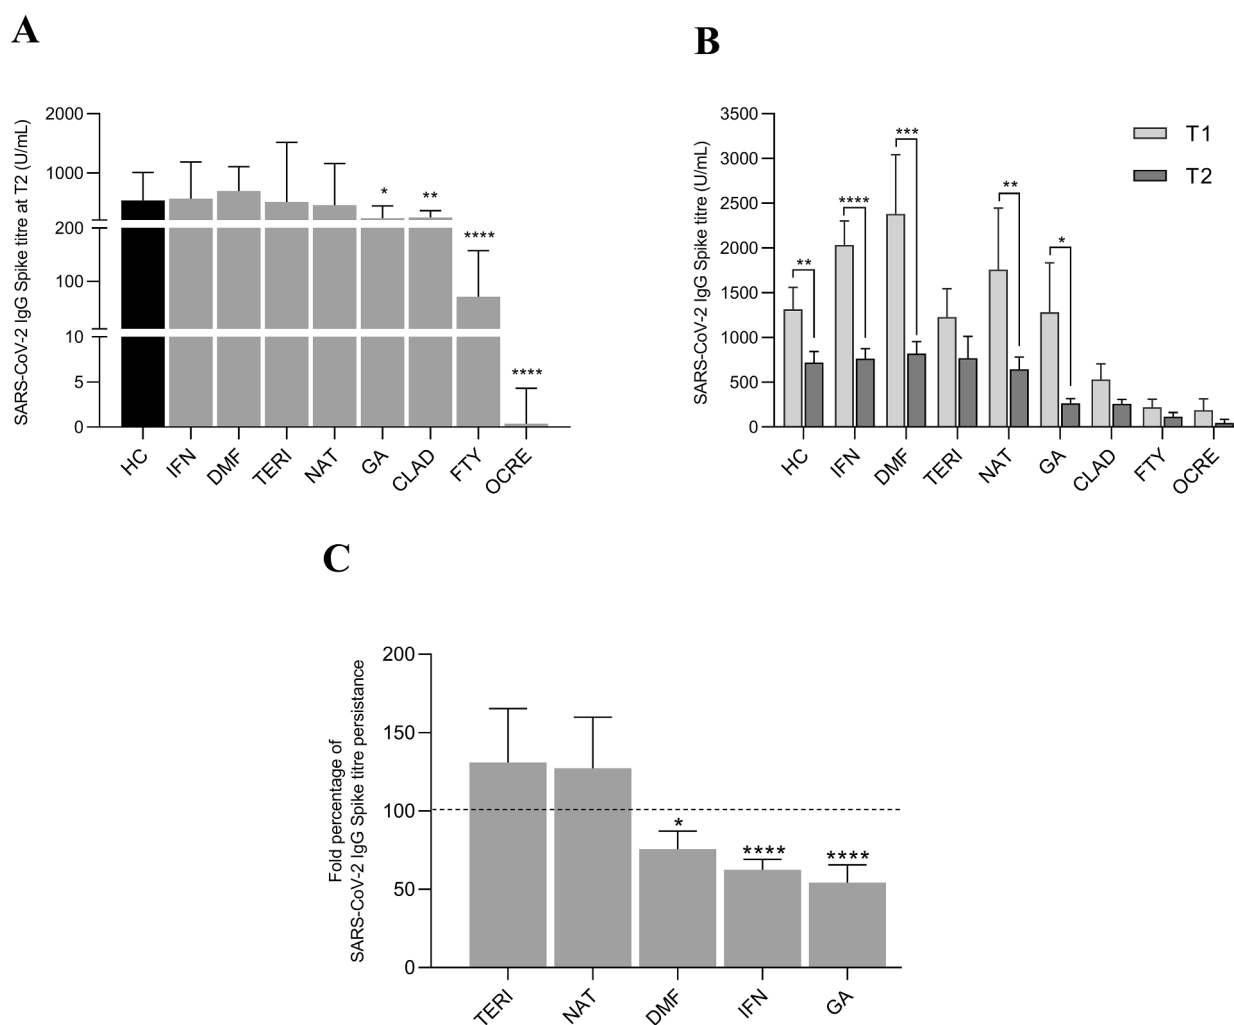 A
SARS-CoV-2 IgG Spike titre at T2 (U/mL)
2000
1000
200
100
10
5
0
*
**
****
****
HC
IFN
DMF
TERI
NAT
GA
CLAD
FTY
OCRE
B
SARS-CoV-2 IgG Spike titre (U/mL)
3500
3000
2500
2000
1500
1000
500
0
**
****
***
**
*
T1
T2
HC
IFN
DMF
TERI
NAT
GA
CLAD
FTY
OCRE
C
Fold percentage of
SARS-CoV-2 IgG Spike titre persistance
200
150
100
50
0
*
****
****
TERI
NAT
DMF
IFN
GA